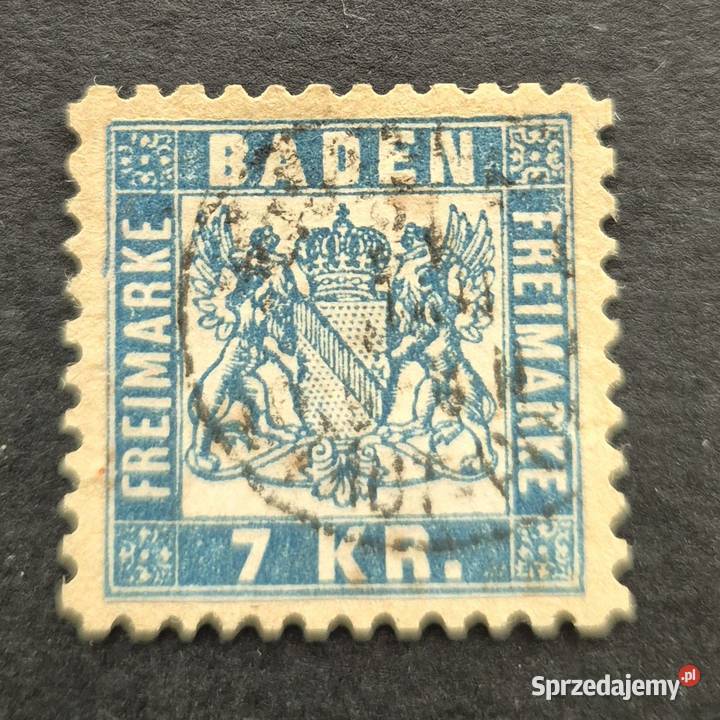 BADEN
FREIMARKE
FREIMARKE
7 KR.
Sprzedajemy.pl